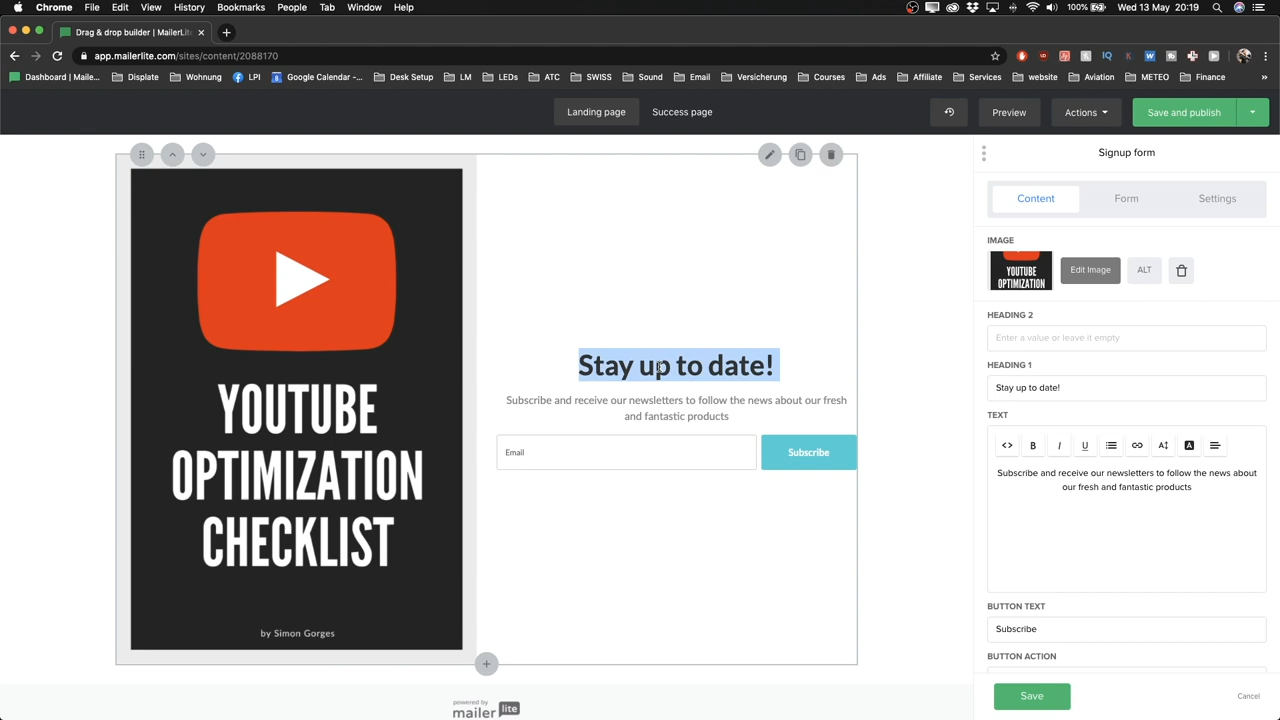 Chrome File Edit View History Bookmarks People Tab Window Help
100% Wed 13 May 20:19
Drag & drop builder | MailerLit
app.mailerlite.com/sites/content/2088170
Dashboard | Maile... Displate Wohnung LPI Google Calendar -... Desk Setup LM LEDs ATC SWISS Sound Email Versicherung Courses Ads Affiliate Services Websites Aviation METEO Finance »
Landing page Success page Preview Actions Save and publish
Signup form
Content Form Settings
IMAGE
YOUTUBE
OPTIMIZATION
Edit Image ALT
HEADING 2
Enter a value or leave it empty
HEADING 1
Stay up to date!
TEXT
Subscribe and receive our newsletters to follow the news about
our fresh and fantastic products
BUTTON TEXT
Subscribe
BUTTON ACTION
Save Cancel
YOUTUBE
OPTIMIZATION
CHECKLIST
by Simon Gorges
Stay up to date!
Subscribe and receive our newsletters to follow the news about our fresh
and fantastic products
Email Subscribe
powered by
mailer lite